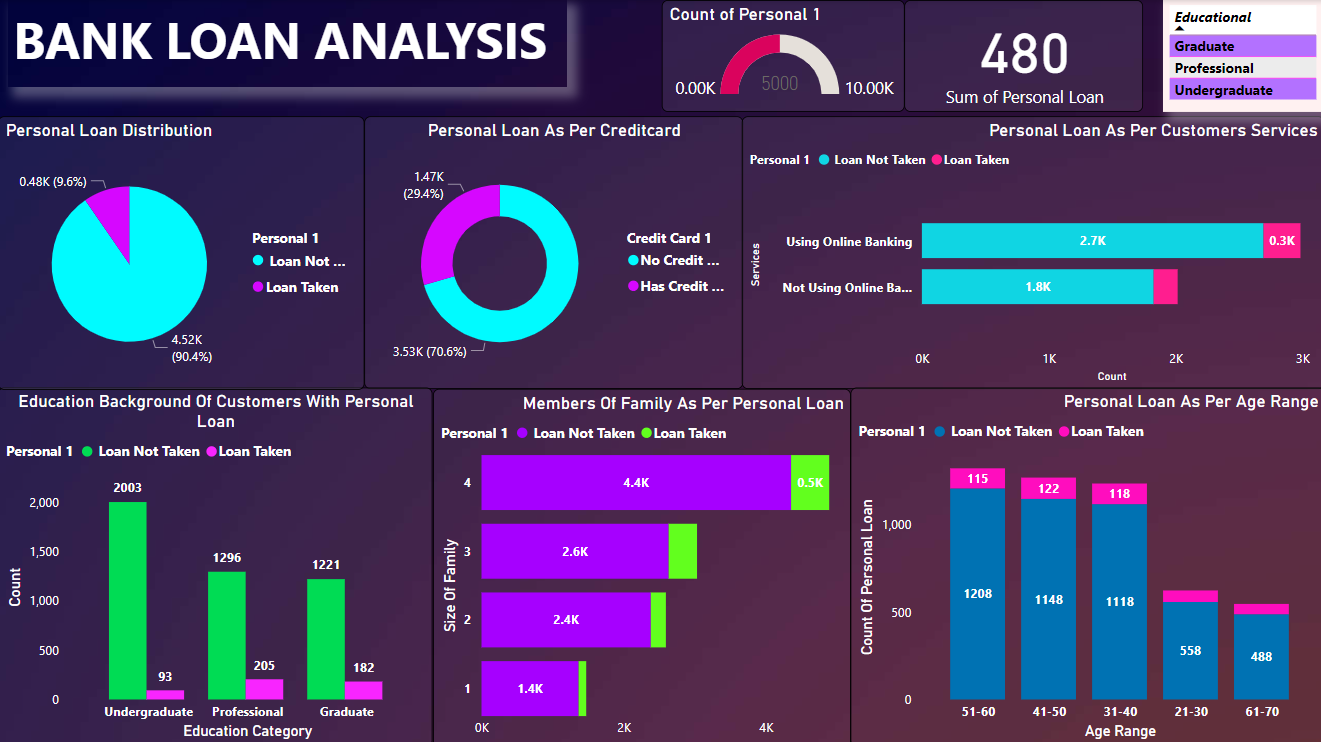 BANK LOAN ANALYSIS
Count of Personal 1
0.00K
5000
10.00K
480
Sum of Personal Loan
Educational
Graduate
Professional
Undergraduate
Personal Loan Distribution
0.48K (9.6%)
4.52K
(90.4%)
Personal 1
Loan Not ...
Loan Taken
Personal Loan As Per Creditcard
1.47K
(29.4%)
3.53K (70.6%)
Credit Card 1
No Credit ...
Has Credit ...
Personal Loan As Per Customers Services
Personal 1 Loan Not Taken Loan Taken
Services
Using Online Banking 2.7K 0.3K
Not Using Online Ba... 1.8K
0K 1K 2K 3K
Count
Education Background Of Customers With Personal
Loan
Personal 1 Loan Not Taken Loan Taken
Count
2,000
1,500
1,000
500
0
2003
93
1296
205
1221
182
Undergraduate Professional Graduate
Education Category
Members Of Family As Per Personal Loan
Personal 1 Loan Not Taken Loan Taken
Size Of Family
4 4.4K 0.5K
3 2.6K
2 2.4K
1 1.4K
0K 2K 4K
Personal Loan As Per Age Range
Personal 1 Loan Not Taken Loan Taken
Count Of Personal Loan
1,000
500
0
115
1208
122
1148
118
1118
558
488
51-60 41-50 31-40 21-30 61-70
Age Range